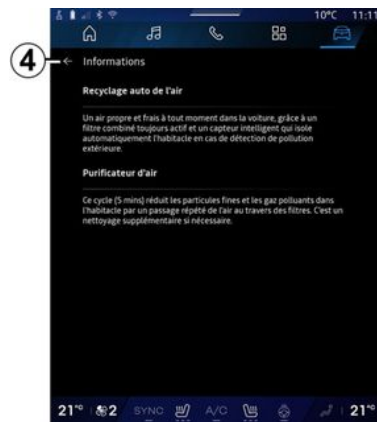 10°C 11:11
4
← Informations
Recyclage auto de l'air
Un air propre et frais à tout moment dans la voiture, grâce à un
filtre combiné toujours actif et un capteur intelligent qui isole
automatiquement l'habitacle en cas de détection de pollution
extérieure.
Purificateur d'air
Ce cycle (5 mins) réduit les particules fines et les gaz polluants dans
l'habitacle par un passage répété de l'air au travers des filtres. C'est un
nettoyage supplémentaire si nécessaire.
21°C 2 SYNC A/C 21°C